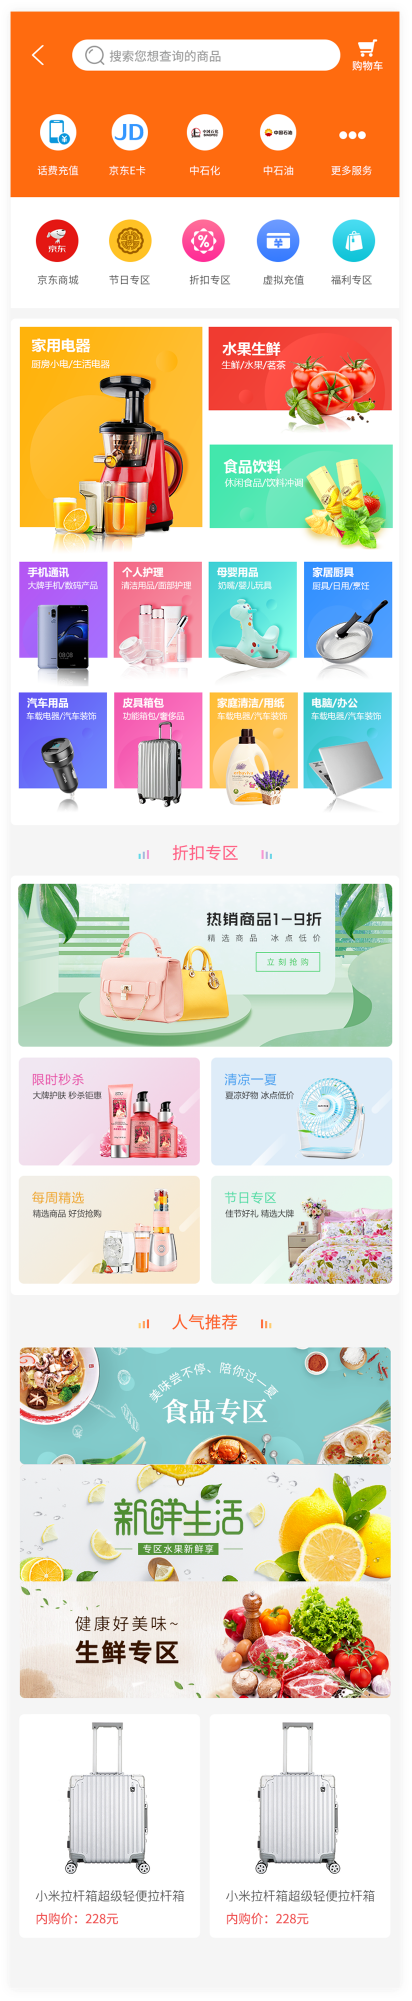 搜索您想查询的商品
购物车
JD
中国石化
SINOPEC
中国石油
话费充值
京东E卡
中石化
中石油
更多服务
京东
京东商城
节日专区
折扣专区
虚拟充值
福利专区
家用电器
厨房小电/生活电器
水果生鲜
生鲜/水果/茗茶
食品饮料
休闲食品/饮料冲调
手机通讯
大牌手机/数码产品
个人护理
清洁用品/面部护理
母婴用品
奶嘴/婴儿玩具
家居厨具
厨具/日用/烹饪
汽车用品
车载电器/汽车装饰
皮具箱包
功能箱包/奢侈品
家庭清洁/用纸
车载电器/汽车装饰
电脑/办公
车载电器/汽车装饰
折扣专区
热销商品1-9折
精选商品 冰点低价
立刻抢购
限时秒杀
大牌护肤 秒杀钜惠
清凉一夏
夏凉好物 冰点低价
每周精选
精选商品 好货抢购
节日专区
佳节好礼 精选大牌
人气推荐
美味尝不停、陪你过一夏
食品专区
新鲜生活
专区水果新鲜享
健康好美味~
生鲜专区
小米拉杆箱超级轻便拉杆箱
内购价：228元
小米拉杆箱超级轻便拉杆箱
内购价：228元